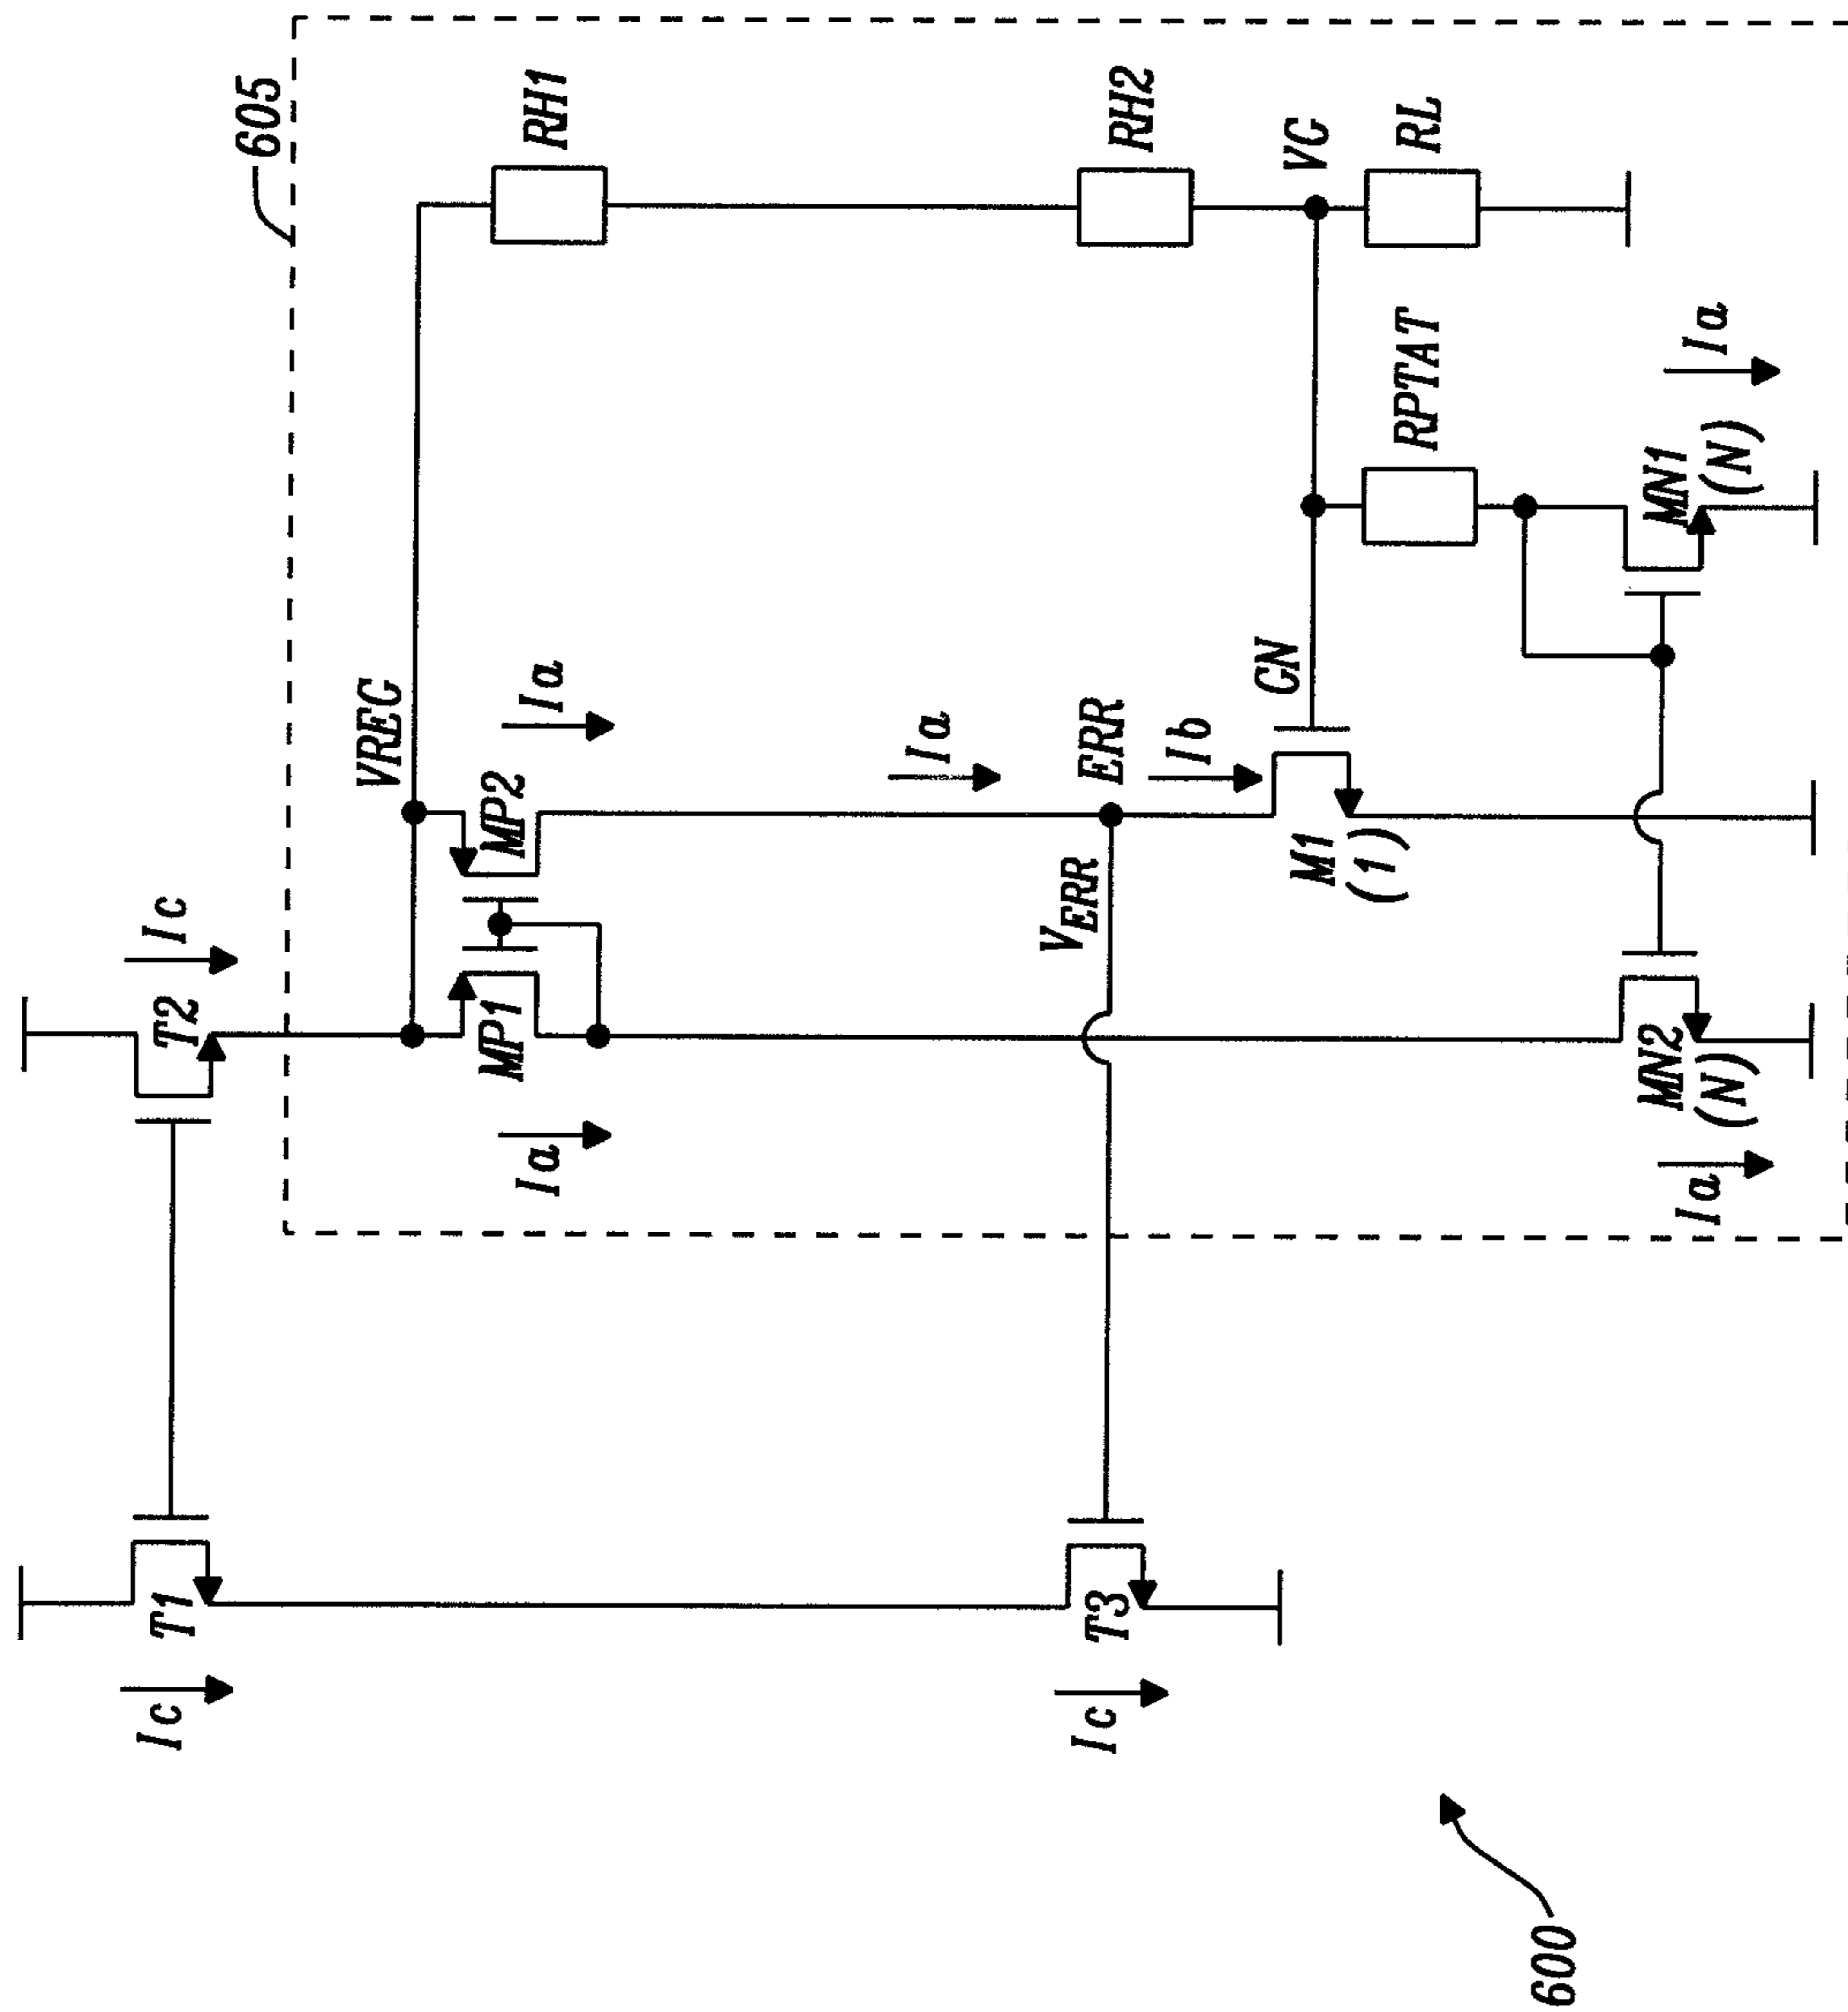 605
RH1
RH2
VG
RL
VREG
Ia
MP2
Ia
ERR
Ib
GN
RPTAT
Ia
MN1
(N)
Ic
T2
MP1
Ia
VERR
M1
(1)
MN2
(N)
Ia
T1
Ic
T3
Ic
600